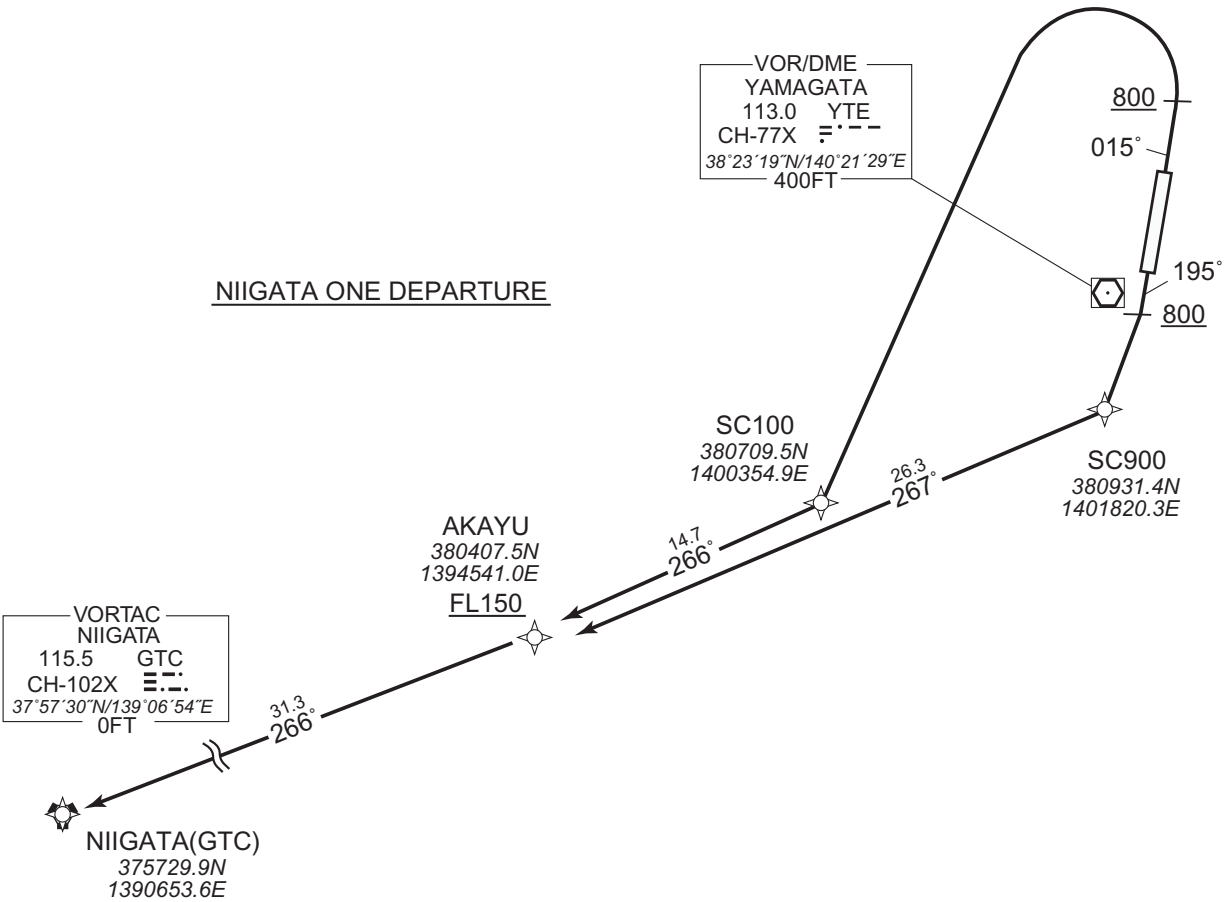 VOR/DME
YAMAGATA
113.0 YTE
CH-77X
38°23´19˝N/140°21´29˝E
400FT
800
015°
195°
800
NIIGATA ONE DEPARTURE
SC100
380709.5N
1400354.9E
26.3
267°
SC900
380931.4N
1401820.3E
14.7
266°
AKAYU
380407.5N
1394541.0E
FL150
VORTAC
NIIGATA
115.5 GTC
CH-102X
37°57´30˝N/139°06´54˝E
0FT
31.3
266°
NIIGATA(GTC)
375729.9N
1390653.6E